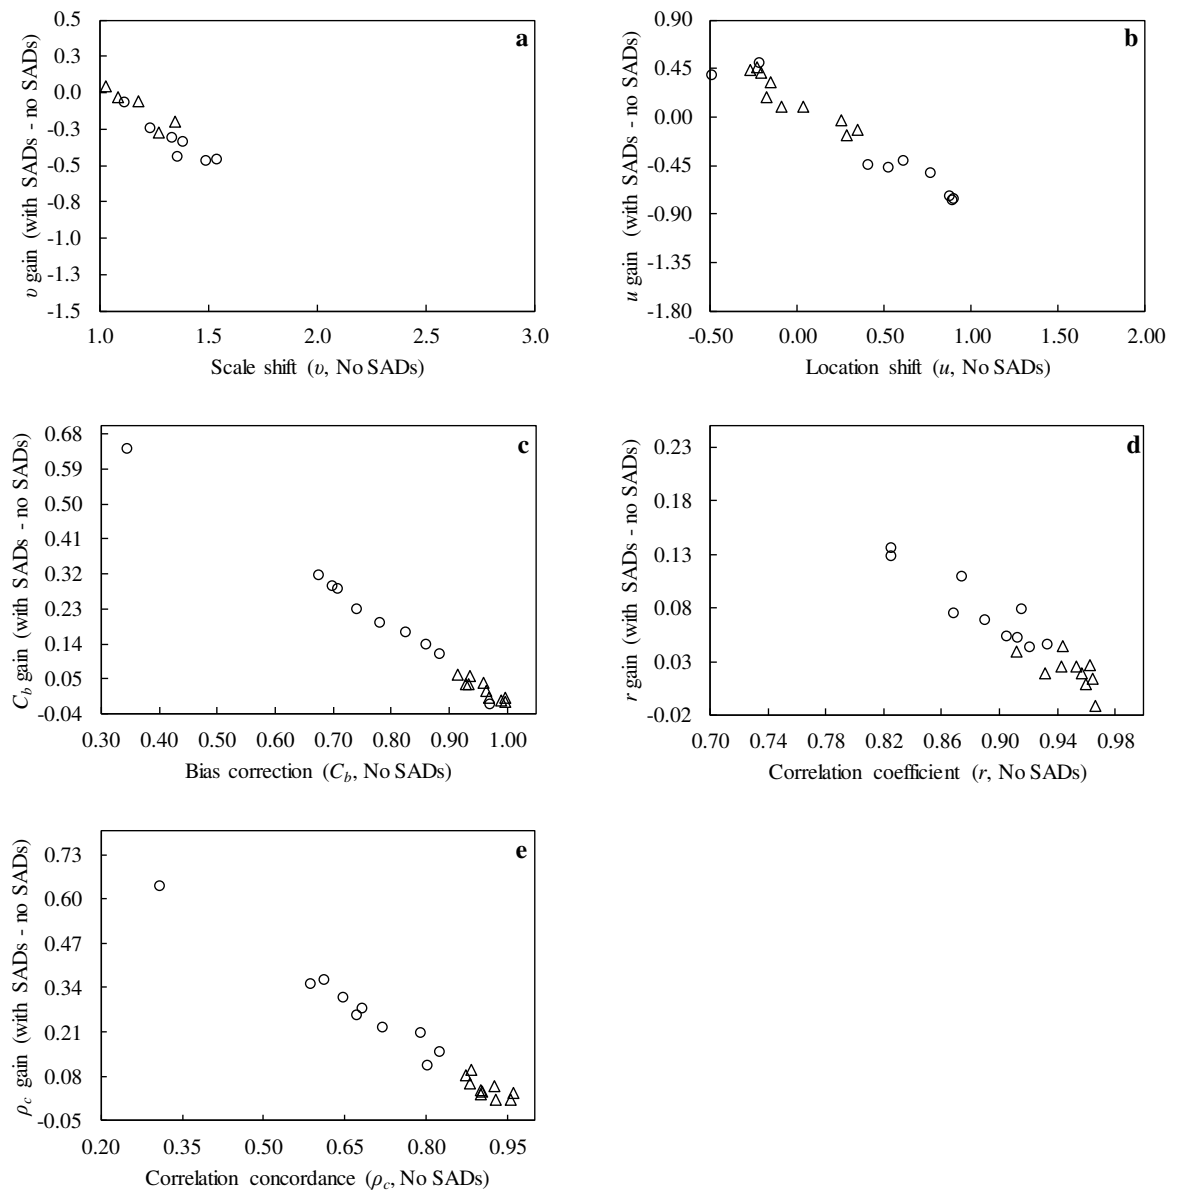 a
0.5
0.3
0.0
-0.3
-0.5
-0.8
-1.0
-1.3
-1.5
1.0 1.5 2.0 2.5 3.0
Scale shift (υ, No SADs)
υ gain (with SADs - no SADs)
b
0.90
0.45
0.00
-0.45
-0.90
-1.35
-1.80
-0.50 0.00 0.50 1.00 1.50 2.00
Location shift (u, No SADs)
u gain (with SADs - no SADs)
c
0.68
0.59
0.50
0.41
0.32
0.23
0.14
0.05
-0.04
0.30 0.40 0.50 0.60 0.70 0.80 0.90 1.00
Bias correction (Cb, No SADs)
Cb gain (with SADs - no SADs)
d
0.23
0.18
0.13
0.08
0.03
-0.02
0.70 0.74 0.78 0.82 0.86 0.90 0.94 0.98
Correlation coefficient (r, No SADs)
r gain (with SADs - no SADs)
e
0.73
0.60
0.47
0.34
0.21
0.08
-0.05
0.20 0.35 0.50 0.65 0.80 0.95
Correlation concordance (ρc, No SADs)
ρc gain (with SADs - no SADs)